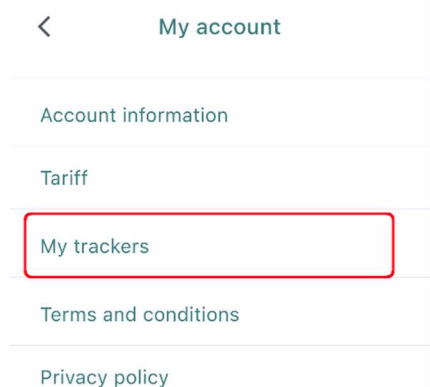 My account
Account information
Tariff
My trackers
Terms and conditions
Privacy policy